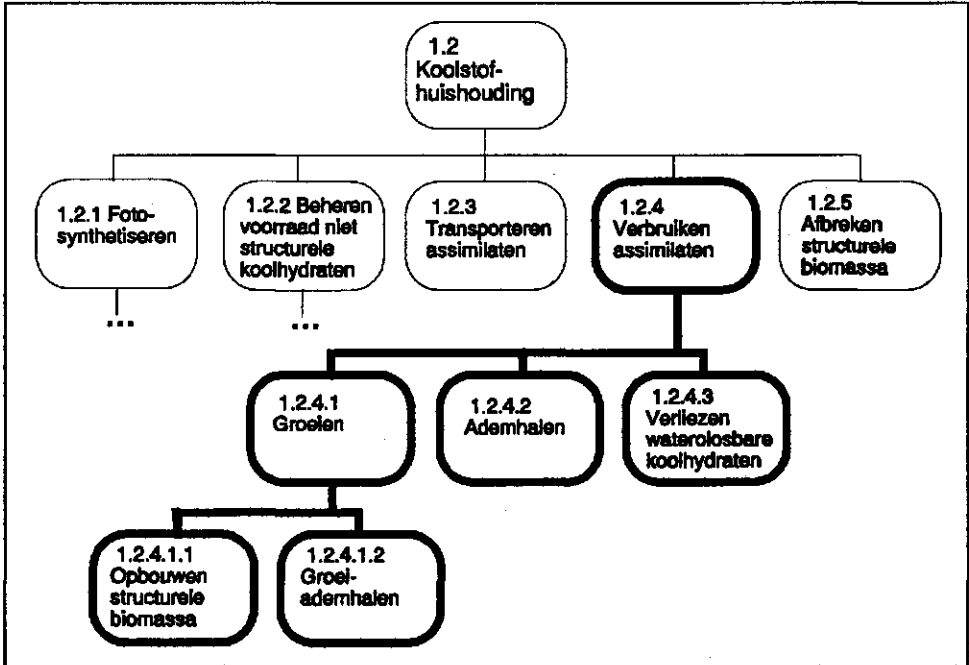 1.2
Koolstof-
huishouding
1.2.1 Foto-
synthetiseren
...
1.2.2 Beheren
voorraad niet
structurele
koolhydraten
...
1.2.3
Transporteren
assimilaten
1.2.4
Verbruiken
assimilaten
1.2.5
Afbreken
structurele
biomassa
1.2.4.1
Groeien
1.2.4.2
Ademhalen
1.2.4.3
Verliezen
waterolosbare
koolhydraten
1.2.4.1.1
Opbouwen
structurele
biomassa
1.2.4.1.2
Groei-
ademhalen